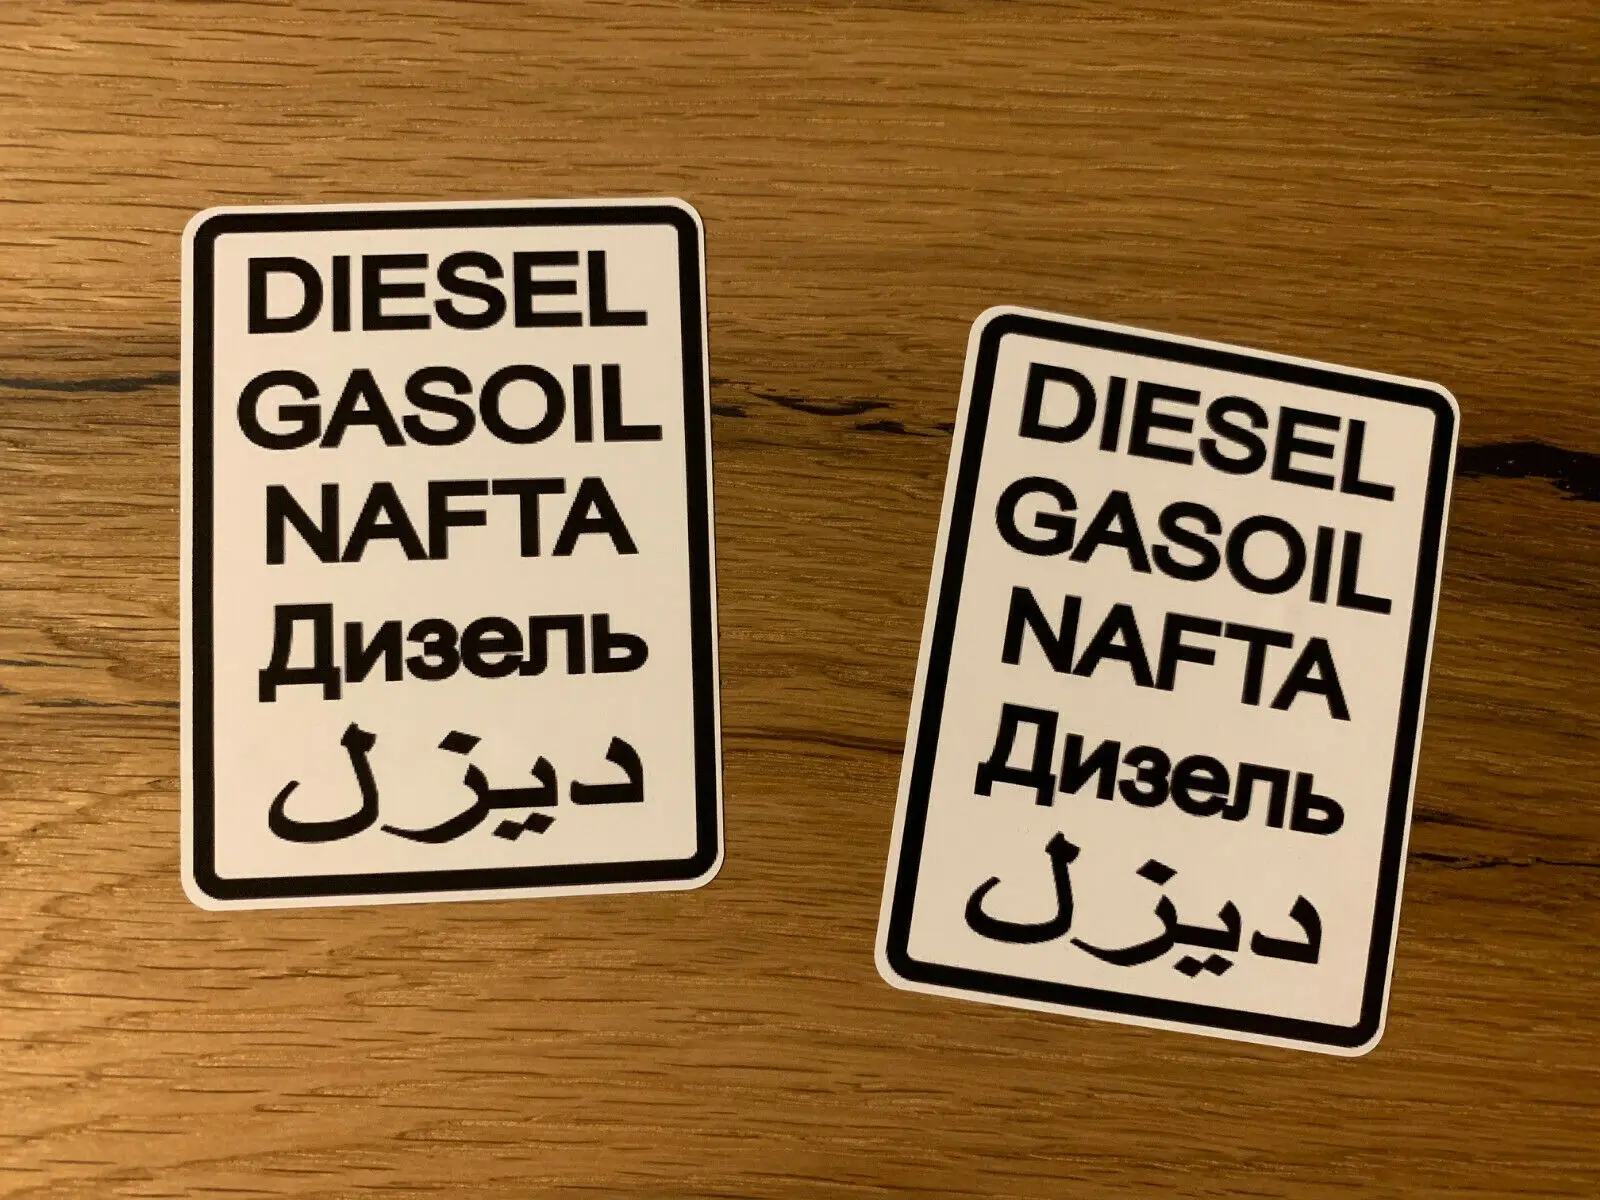 DIESEL
GASOIL
NAFTA
Дизель
ديزل
DIESEL
GASOIL
NAFTA
Дизель
ديزل